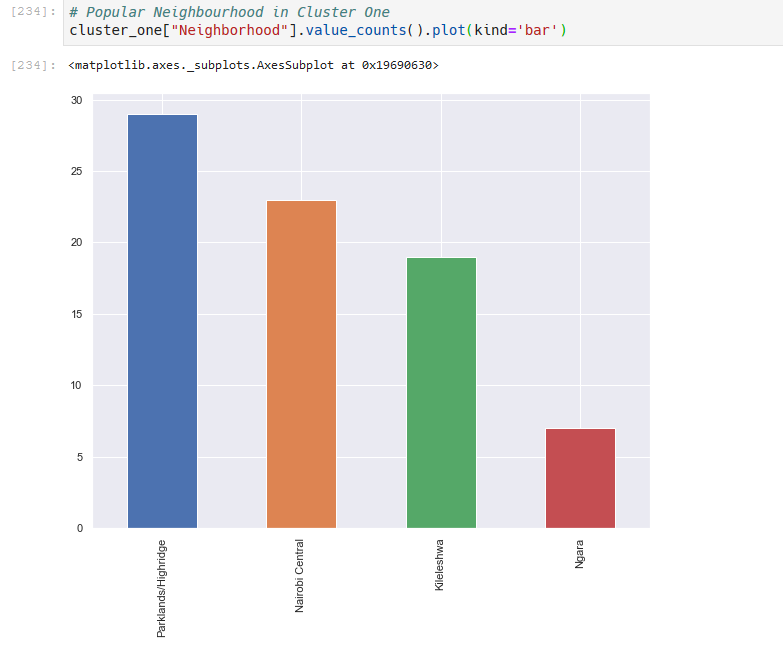 [234]: # Popular Neighbourhood in Cluster One
cluster_one["Neighborhood"].value_counts().plot(kind='bar')
[234]: <matplotlib.axes._subplots.AxesSubplot at 0x19690630>
30
25
20
15
10
5
0
Parklands/Highridge
Nairobi Central
Kileleshwa
Ngara